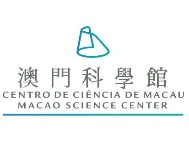 澳門科學館
CENTRO DE CIÊNCIA DE MACAU
MACAO SCIENCE CENTER